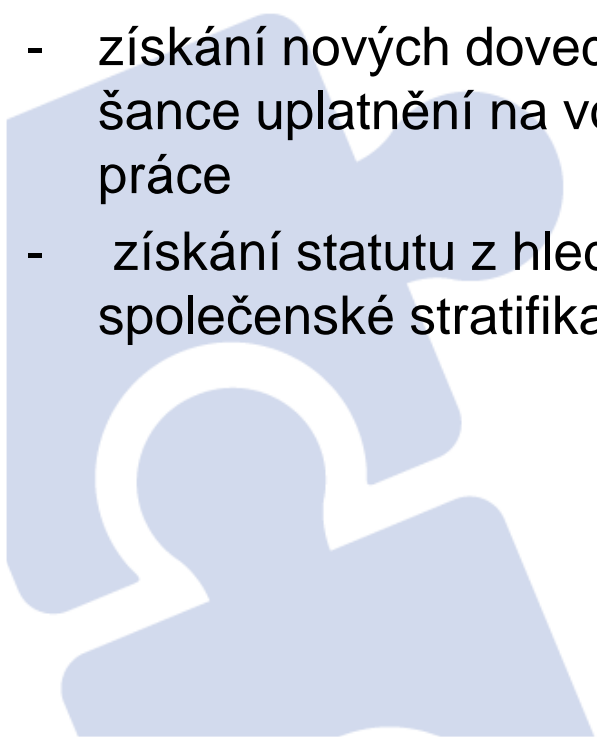 - získání nových
šance uplatnění na
práce
- získání statutu z
společenské